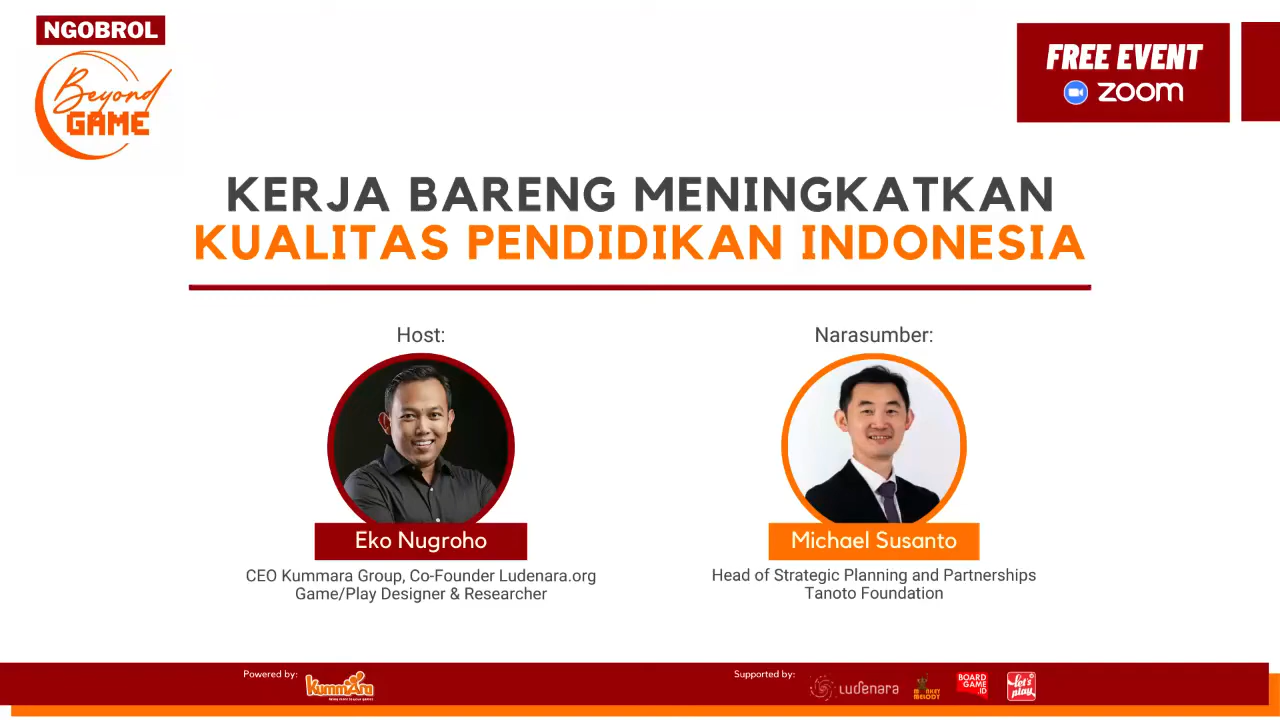 NGOBROL
Beyond
GAME
FREE EVENT
zoom
KERJA BARENG MENINGKATKAN
KUALITAS PENDIDIKAN INDONESIA
Host:
Narasumber:
Eko Nugroho
Michael Susanto
CEO Kummara Group, Co-Founder Ludenara.org
Game/Play Designer & Researcher
Head of Strategic Planning and Partnerships
Tanoto Foundation
Powered by:
Kummara
Supported by:
LUDENARA
MONKEY
MELODY
BOARD
GAME.ID
let's
play